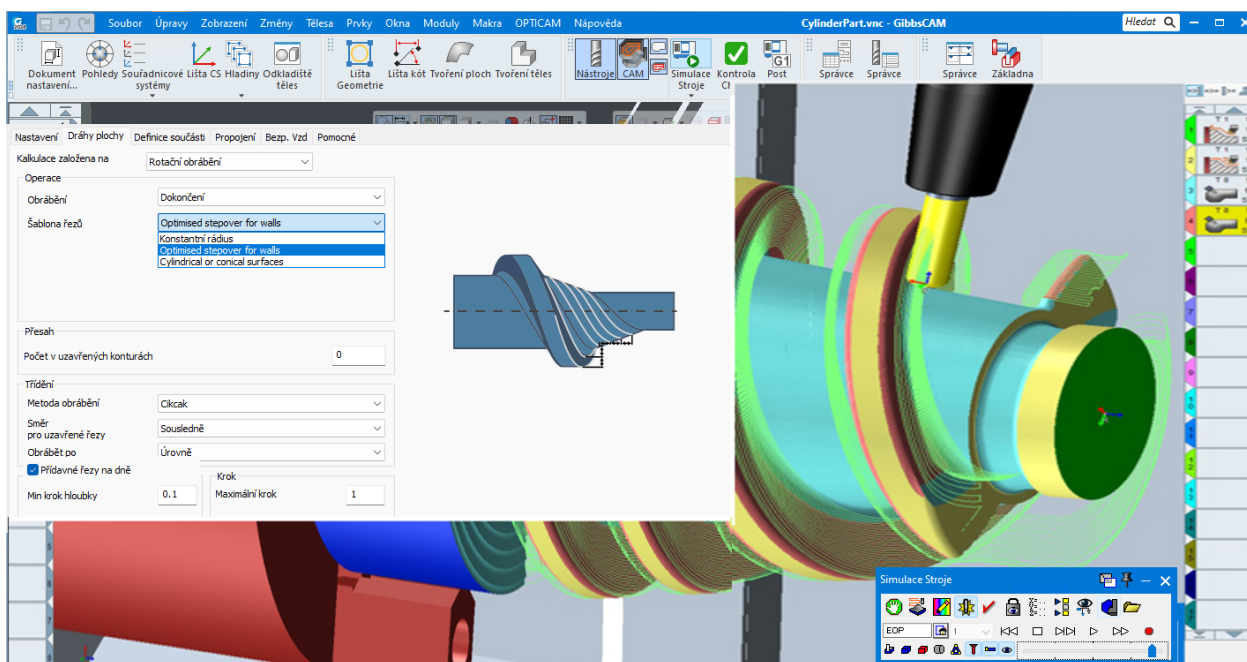 Soubor Úpravy Zobrazení Změny Tělesa Prvky Okna Moduly Makra OPTICAM Nápověda
CylinderPart.vnc - GibbsCAM
Hledat
Dokument Pohledy Souřadnicové Lišta CS Hladiny Odkladiště
nastavení... systémy těles
Lišta Lišta kót Tvoření ploch Tvoření těles
Geometrie
Nástroje CAM Simulace Kontrola Post
Stroje
G1
Správce Správce Správce Základna
Nastavení Dráhy plochy Definice součásti Propojení Bezp. Vzd Pomocné
Kalkulace založena na Rotační obrábění
Operace
Obrábění Dokončení
Šablona řezů Optimised stepover for walls
Konstantní rádius
Optimised stepover for walls
Cylindrical or conical surfaces
Přesah
Počet v uzavřených konturách 0
Třídění
Metoda obrábění Cikcak
Směr
pro uzavřené řezy Sousledně
Obrábět po Úrovně
Přídavné řezy na dně
Krok
Min krok hloubky 0.1 Maximální krok 1
Simulace Stroje
EOP 1